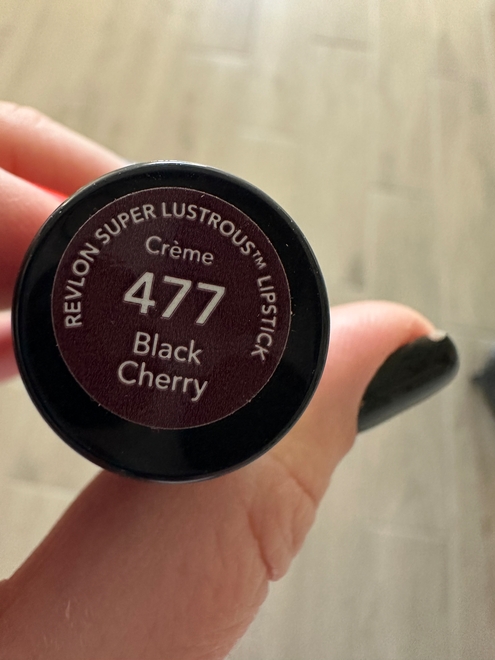 REVLON SUPER LUSTROUS™ LIPSTICK
Crème
477
Black
Cherry